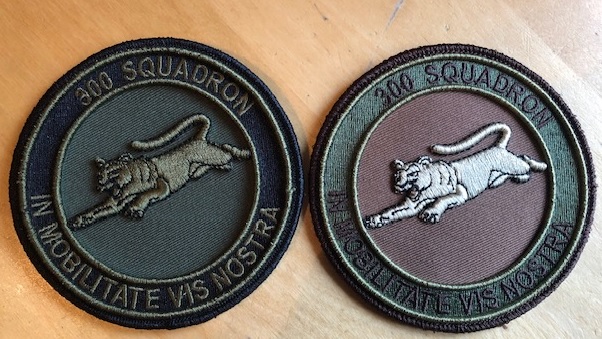 300 SQUADRON
IN MOBILITATE VIS NOSTRA
300 SQUADRON
IN MOBILITATE VIS NOSTRA